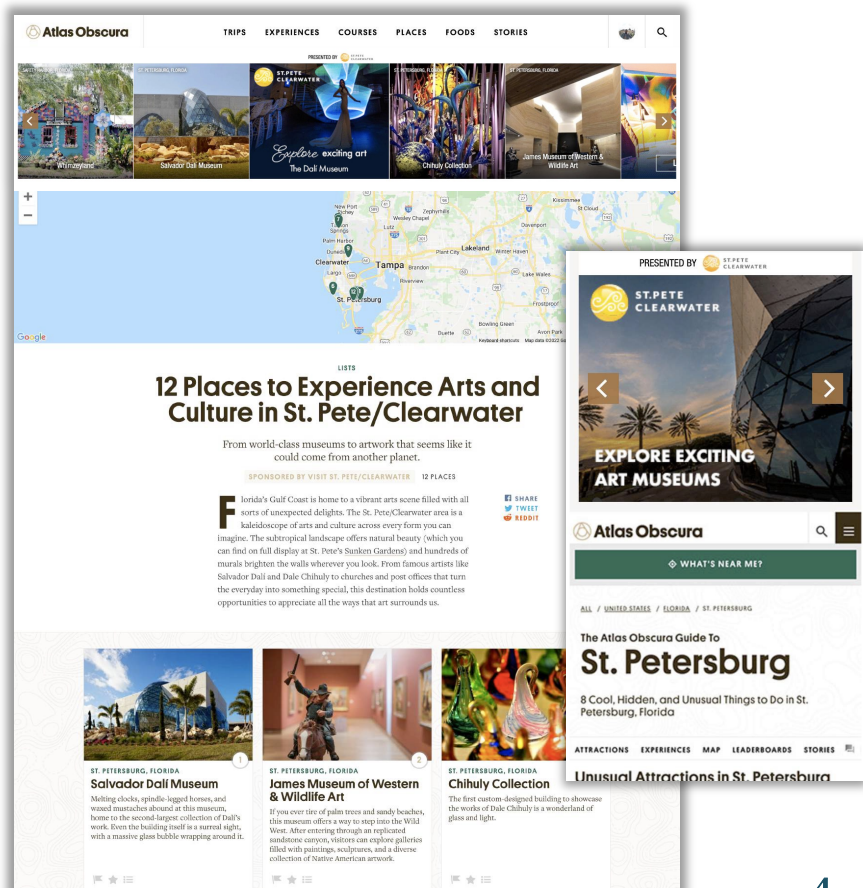 Atlas Obscura
TRIPS EXPERIENCES COURSES PLACES FOODS STORIES
PRESENTED BY ST.PETE CLEARWATER
ST. PETERSBURG, FLORIDA
ST.PETE
CLEARWATER
ST. PETERSBURG, FLORIDA
ST. PETERSBURG, FLORIDA
Whimzeyland
Salvador Dalí Museum
Explore exciting art
The Dalí Museum
Chihuly Collection
James Museum of Western &
Wildlife Art
New Port
Richey
Zephyrhills
Wesley Chapel
Kissimmee
St Cloud
Lutz
Davenport
Springs
Palm Harbor
Dunedin
Clearwater
Largo
Tampa
Brandon
Riverview
Plant City
Lakeland
Winter Haven
Lake Wales
St. Petersburg
Frostproof
Bowling Green
Duette
Avon Park
Google
Keyboard shortcuts Map data ©2022
LISTS
12 Places to Experience Arts and
Culture in St. Pete/Clearwater
From world-class museums to artwork that seems like it
could come from another planet.
SPONSORED BY VISIT ST. PETE/CLEARWATER 12 PLACES
Florida's Gulf Coast is home to a vibrant arts scene filled with all
sorts of unexpected delights. The St. Pete/Clearwater area is a
kaleidoscope of arts and culture across every form you can
imagine. The subtropical landscape offers natural beauty (which you
can find on full display at St. Pete's Sunken Gardens) and hundreds of
murals brighten the walls wherever you look. From famous artists like
Salvador Dalí and Dale Chihuly to churches and post offices that turn
the everyday into something special, this destination holds countless
opportunities to appreciate all the ways that art surrounds us.
SHARE
TWEET
REDDIT
1
ST. PETERSBURG, FLORIDA
Salvador Dalí Museum
Melting clocks, spindle-legged horses, and
waxed mustaches abound at this museum,
home to the second-largest collection of Dalí's
work. Even the building itself is a surreal sight,
with a massive glass bubble wrapping around it.
2
ST. PETERSBURG, FLORIDA
James Museum of Western
& Wildlife Art
If you ever tire of palm trees and sandy beaches,
this museum offers a way to step into the Wild
West. After entering through an replicated
sandstone canyon, visitors can explore galleries
filled with paintings, sculptures, and a diverse
collection of Native American artwork.
ST. PETERSBURG, FLORIDA
Chihuly Collection
The first custom-designed building to showcase
the works of Dale Chihuly is a wonderland of
glass and light.
PRESENTED BY ST.PETE CLEARWATER
ST.PETE
CLEARWATER
EXPLORE EXCITING
ART MUSEUMS
Atlas Obscura
WHAT'S NEAR ME?
ALL / UNITED STATES / FLORIDA / ST. PETERSBURG
The Atlas Obscura Guide To
St. Petersburg
8 Cool, Hidden, and Unusual Things to Do in St.
Petersburg, Florida
ATTRACTIONS EXPERIENCES MAP LEADERBOARDS STORIES
Unusual Attractions in St. Petersburg